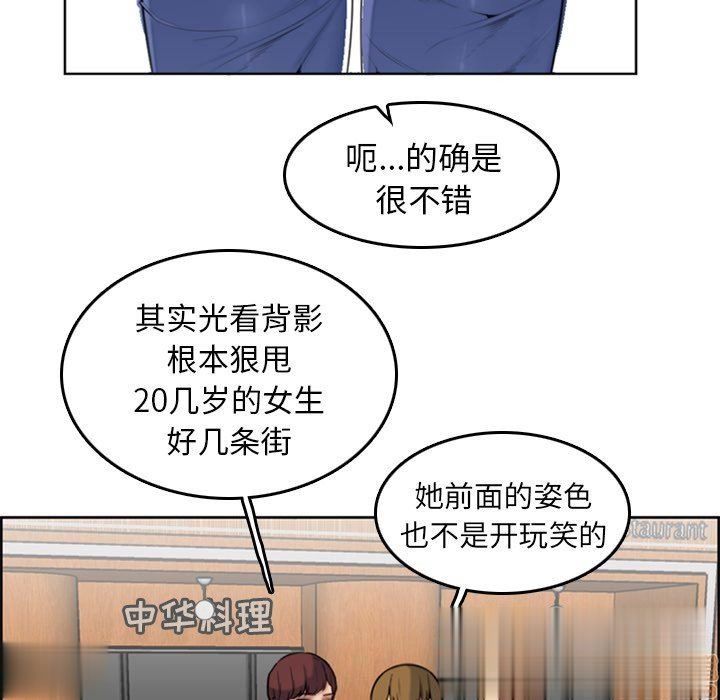 呃...的确是
很不错
其实光看背影
根本狠甩
20几岁的女生
好几条街
她前面的姿色
也不是开玩笑的
taurant
中华料理